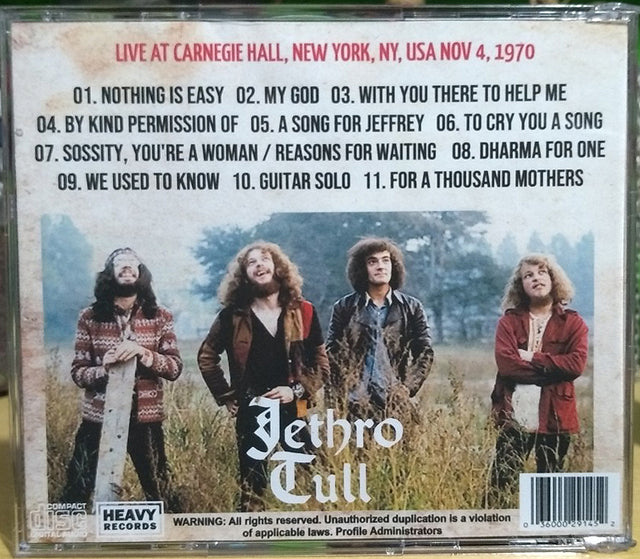 LIVE AT CARNEGIE HALL, NEW YORK, NY, USA NOV 4, 1970
01. NOTHING IS EASY 02. MY GOD 03. WITH YOU THERE TO HELP ME
04. BY KIND PERMISSION OF 05. A SONG FOR JEFFREY 06. TO CRY YOU A SONG
07. SOSSITY, YOU'RE A WOMAN / REASONS FOR WAITING 08. DHARMA FOR ONE
09. WE USED TO KNOW 10. GUITAR SOLO 11. FOR A THOUSAND MOTHERS
Jethro
Tull
COMPACT
disc
DIGITAL AUDIO
HEAVY
RECORDS
WARNING: All rights reserved. Unauthorized duplication is a violation
of applicable laws. Profile Administrators
0 36000 29145 2